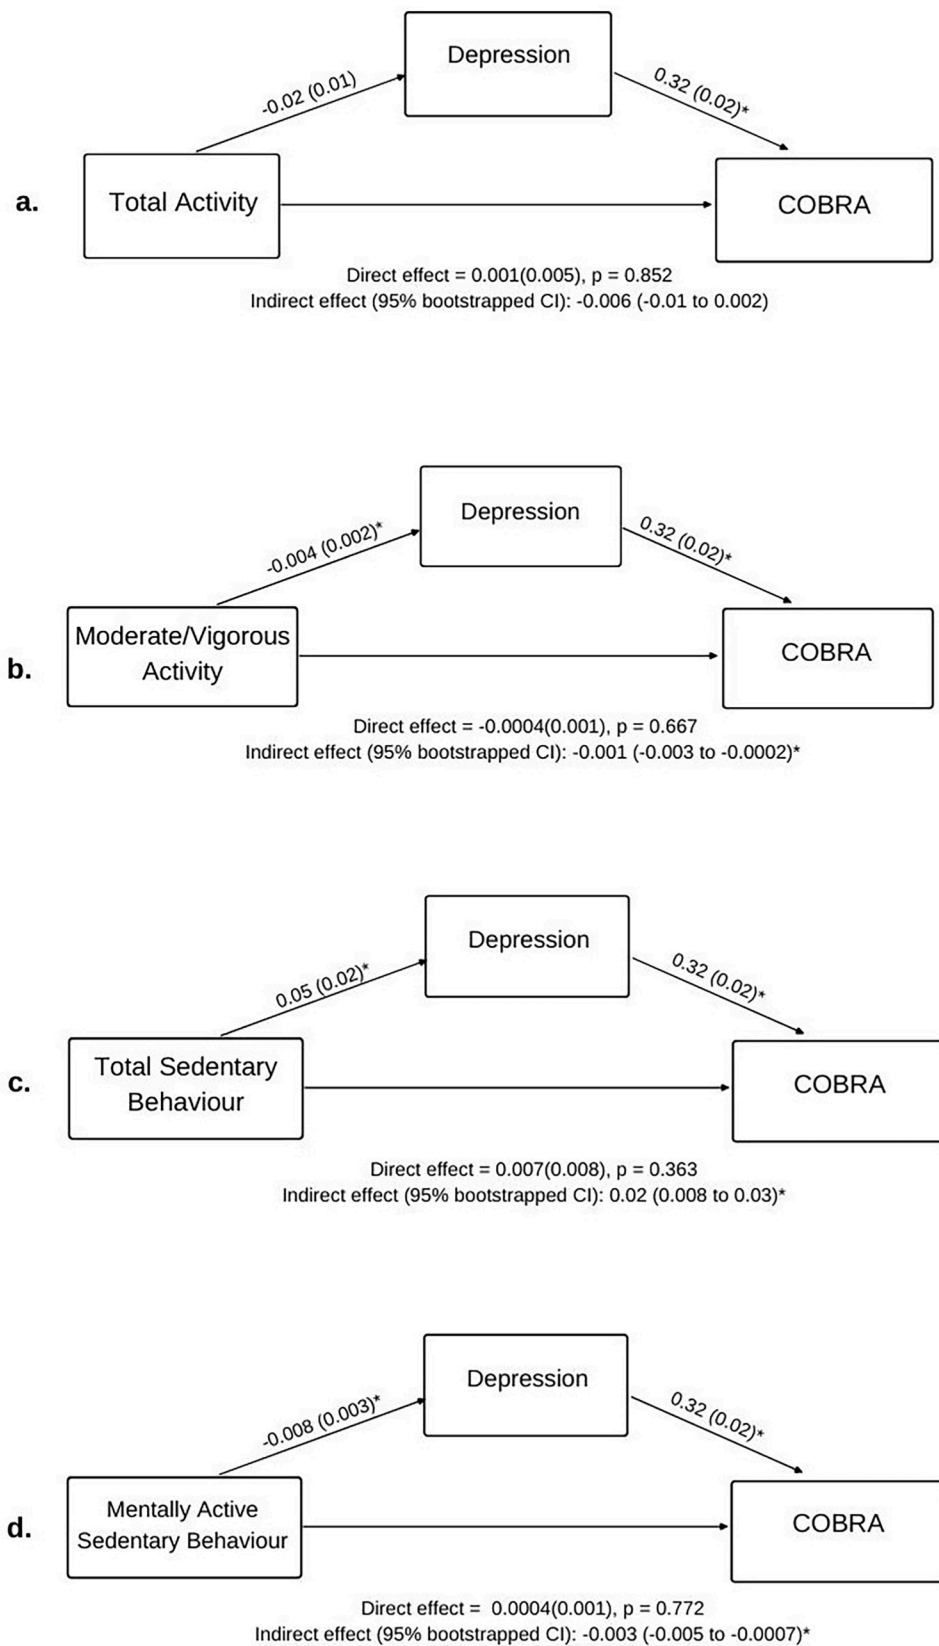 Depression
-0.02 (0.01)
0.32 (0.02)*
a.
Total Activity
COBRA
Direct effect = 0.001(0.005), p = 0.852
Indirect effect (95% bootstrapped CI): -0.006 (-0.01 to 0.002)
Depression
-0.004 (0.002)*
0.32 (0.02)*
b.
Moderate/Vigorous
Activity
COBRA
Direct effect = -0.0004(0.001), p = 0.667
Indirect effect (95% bootstrapped CI): -0.001 (-0.003 to -0.0002)*
Depression
0.05 (0.02)*
0.32 (0.02)*
c.
Total Sedentary
Behaviour
COBRA
Direct effect = 0.007(0.008), p = 0.363
Indirect effect (95% bootstrapped CI): 0.02 (0.008 to 0.03)*
Depression
-0.008 (0.003)*
0.32 (0.02)*
d.
Mentally Active
Sedentary Behaviour
COBRA
Direct effect =  0.0004(0.001), p = 0.772
Indirect effect (95% bootstrapped CI): -0.003 (-0.005 to -0.0007)*